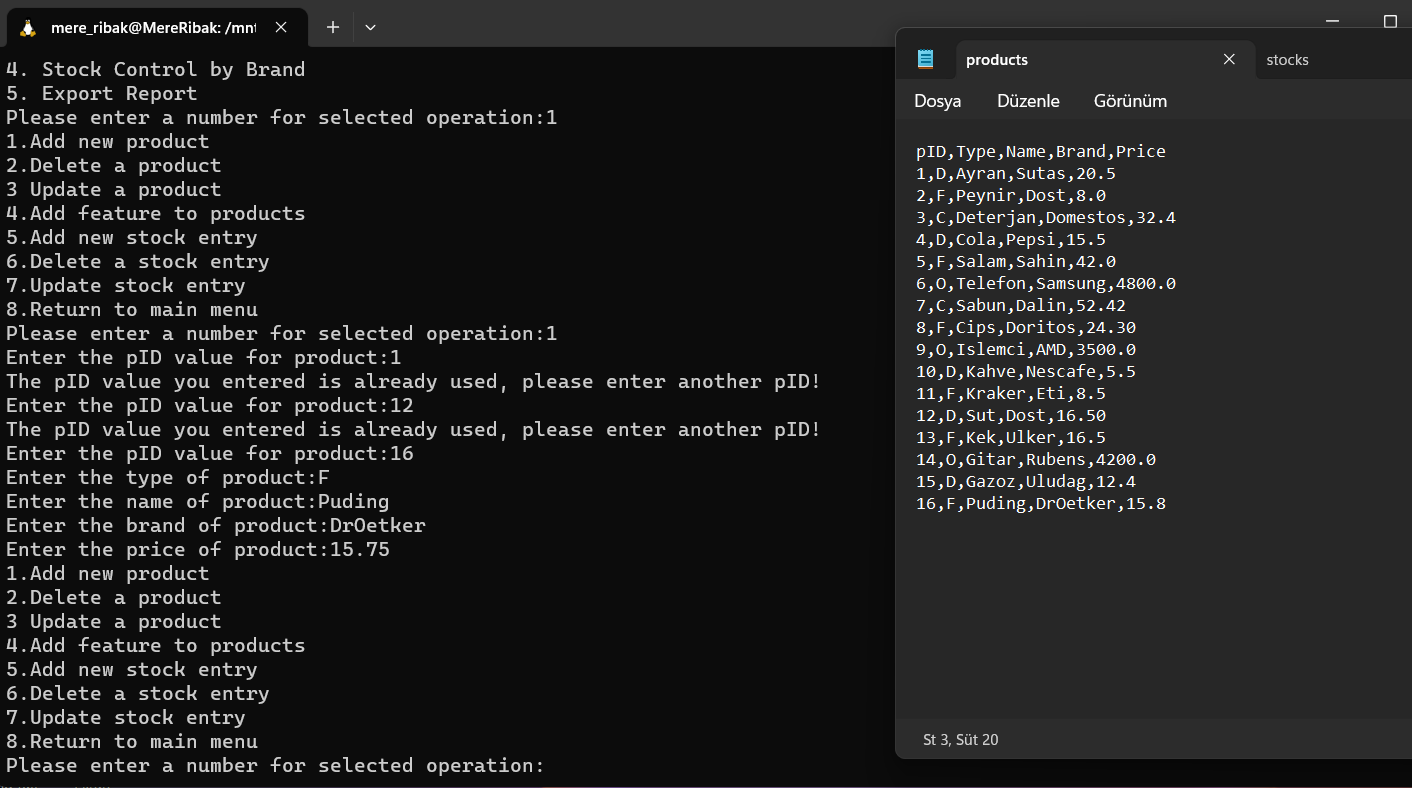 mere_ribak@MereRibak: /mnt
4. Stock Control by Brand
5. Export Report
Please enter a number for selected operation:1
1.Add new product
2.Delete a product
3 Update a product
4.Add feature to products
5.Add new stock entry
6.Delete a stock entry
7.Update stock entry
8.Return to main menu
Please enter a number for selected operation:1
Enter the pID value for product:1
The pID value you entered is already used, please enter another pID!
Enter the pID value for product:12
The pID value you entered is already used, please enter another pID!
Enter the pID value for product:16
Enter the type of product:F
Enter the name of product:Puding
Enter the brand of product:DrOetker
Enter the price of product:15.75
1.Add new product
2.Delete a product
3 Update a product
4.Add feature to products
5.Add new stock entry
6.Delete a stock entry
7.Update stock entry
8.Return to main menu
Please enter a number for selected operation:
products
stocks
Dosya Düzenle Görünüm
pID,Type,Name,Brand,Price
1,D,Ayran,Sutas,20.5
2,F,Peynir,Dost,8.0
3,C,Deterjan,Domestos,32.4
4,D,Cola,Pepsi,15.5
5,F,Salam,Sahin,42.0
6,O,Telefon,Samsung,4800.0
7,C,Sabun,Dalin,52.42
8,F,Cips,Doritos,24.30
9,O,Islemci,AMD,3500.0
10,D,Kahve,Nescafe,5.5
11,F,Kraker,Eti,8.5
12,D,Sut,Dost,16.50
13,F,Kek,Ulker,16.5
14,O,Gitar,Rubens,4200.0
15,D,Gazoz,Uludag,12.4
16,F,Puding,DrOetker,15.8
St 3, Süt 20